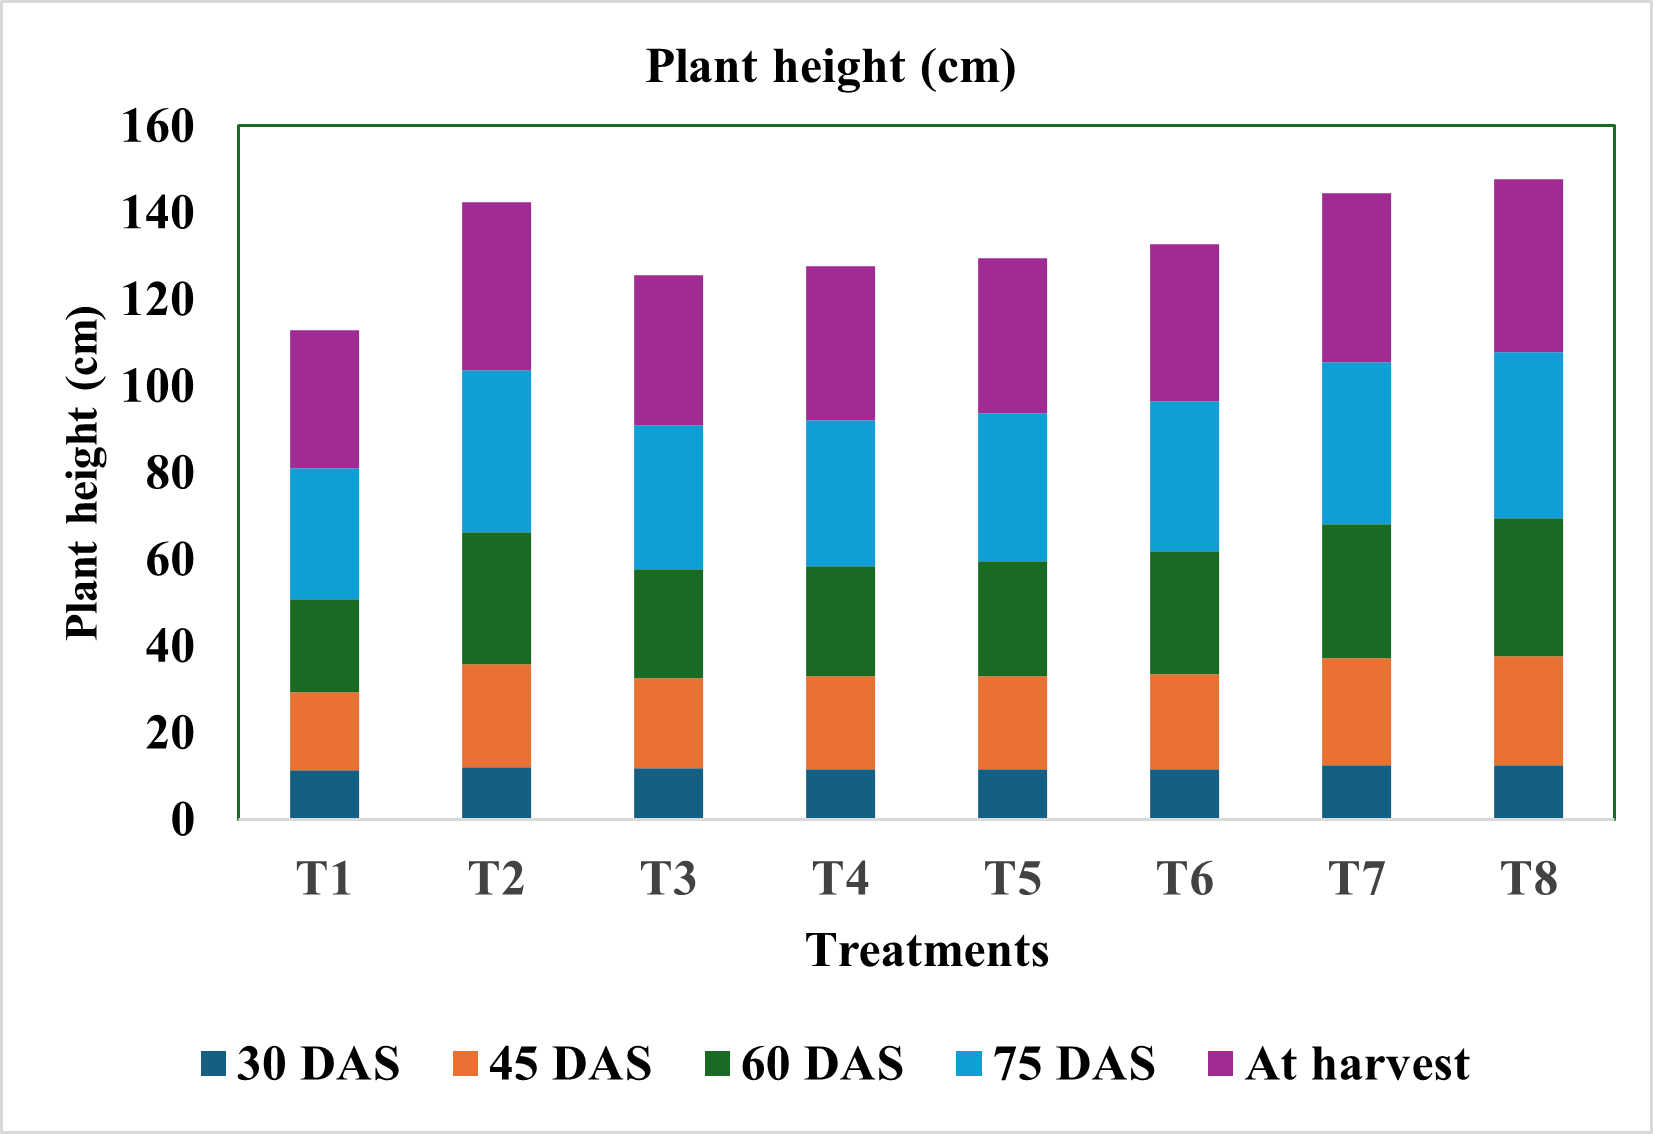 Plant height (cm)
160
140
120
100
80
60
40
20
0
Plant height (cm)
T1 T2 T3 T4 T5 T6 T7 T8
Treatments
30 DAS 45 DAS 60 DAS 75 DAS At harvest